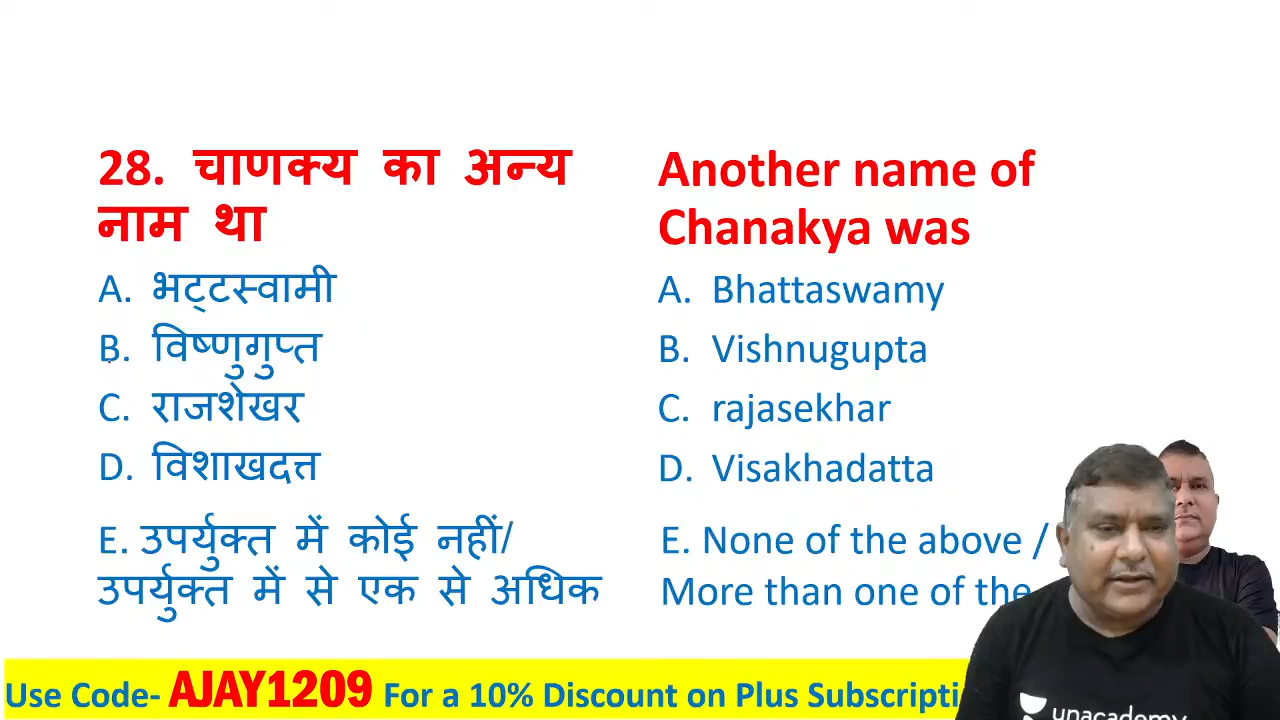 28. चाणक्य का अन्य
नाम था
A. भट्टस्वामी
B. विष्णुगुप्त
C. राजशेखर
D. विशाखदत्त
E. उपर्युक्त में कोई नहीं/
उपर्युक्त में से एक से अधिक
Another name of
Chanakya was
A. Bhattaswamy
B. Vishnugupta
C. rajasekhar
D. Visakhadatta
E. None of the above /
More than one of the
Use Code- AJAY1209 For a 10% Discount on Plus
unacademy